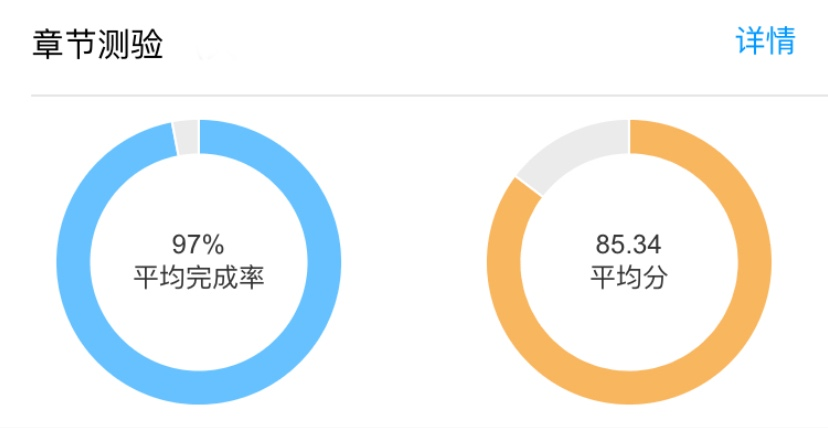 章节测验
详情
97%
平均完成率
85.34
平均分